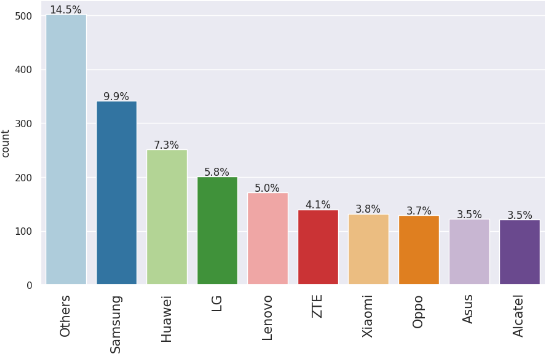 14.5%
9.9%
7.3%
5.8%
5.0%
4.1%
3.8%
3.7%
3.5%
3.5%
500
400
300
200
100
0
count
Others
Samsung
Huawei
LG
Lenovo
ZTE
Xiaomi
Oppo
Asus
Alcatel